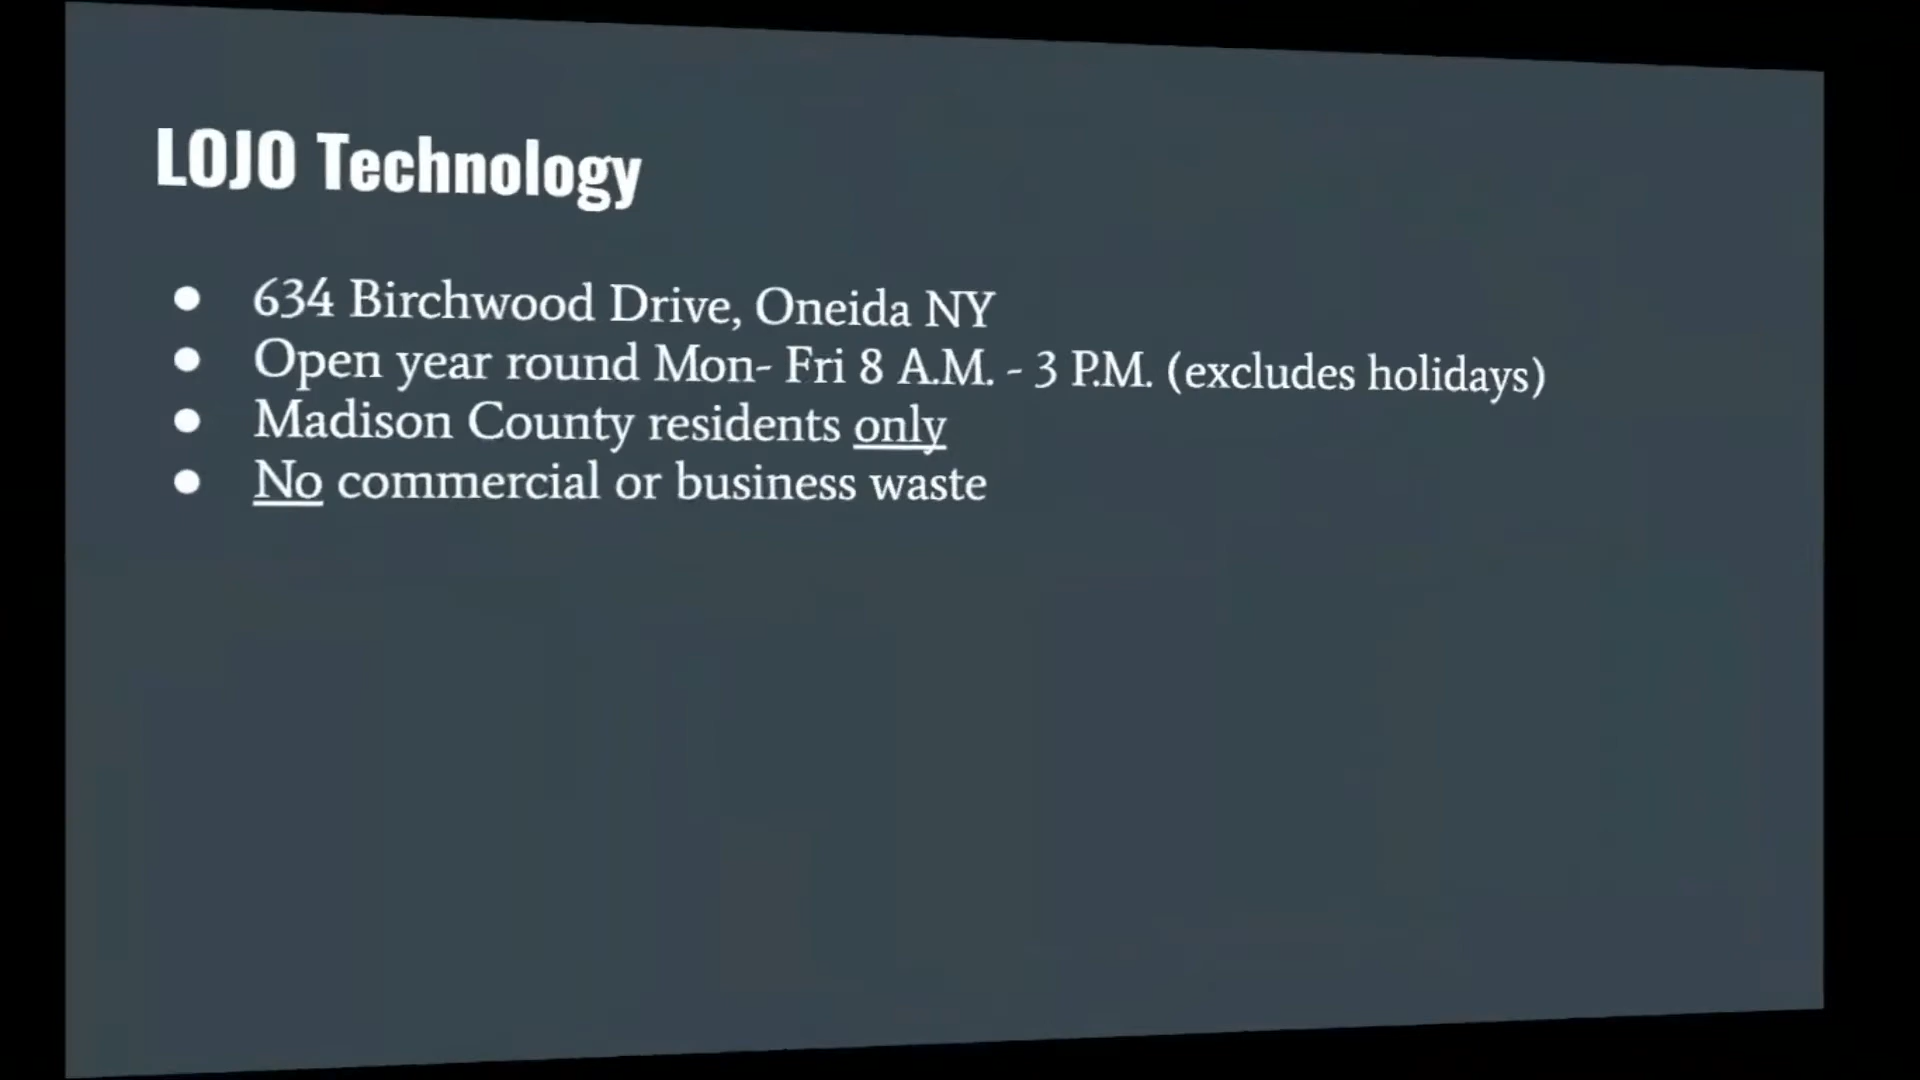 LOJO Technology
● 634 Birchwood Drive, Oneida NY
● Open year round Mon- Fri 8 A.M. - 3 P.M. (excludes holidays)
● Madison County residents only
● No commercial or business waste